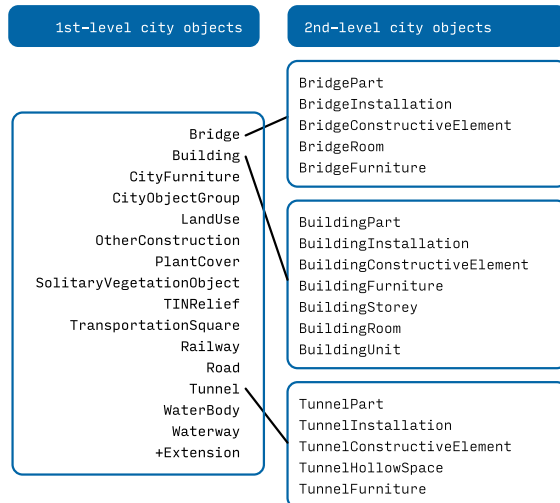 1st-level city objects
2nd-level city objects
Bridge
Building
CityFurniture
CityObjectGroup
LandUse
OtherConstruction
PlantCover
SolitaryVegetationObject
TINRelief
TransportationSquare
Railway
Road
Tunnel
WaterBody
Waterway
+Extension
BridgePart
BridgeInstallation
BridgeConstructiveElement
BridgeRoom
BridgeFurniture
BuildingPart
BuildingInstallation
BuildingConstructiveElement
BuildingFurniture
BuildingStorey
BuildingRoom
BuildingUnit
TunnelPart
TunnelInstallation
TunnelConstructiveElement
TunnelHollowSpace
TunnelFurniture